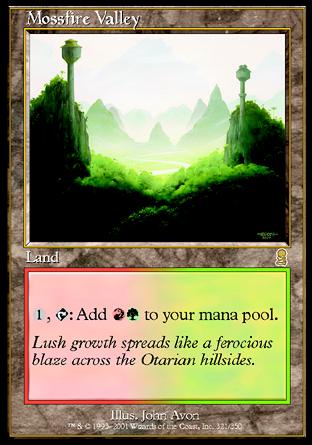 Mossfire Valley
Land
1, T: Add RG to your mana pool.
Lush growth spreads like a ferocious
blaze across the Otarian hillsides.
Illus. John Avon
™ & © 1993–2001 Wizards of the Coast, Inc. 321/350